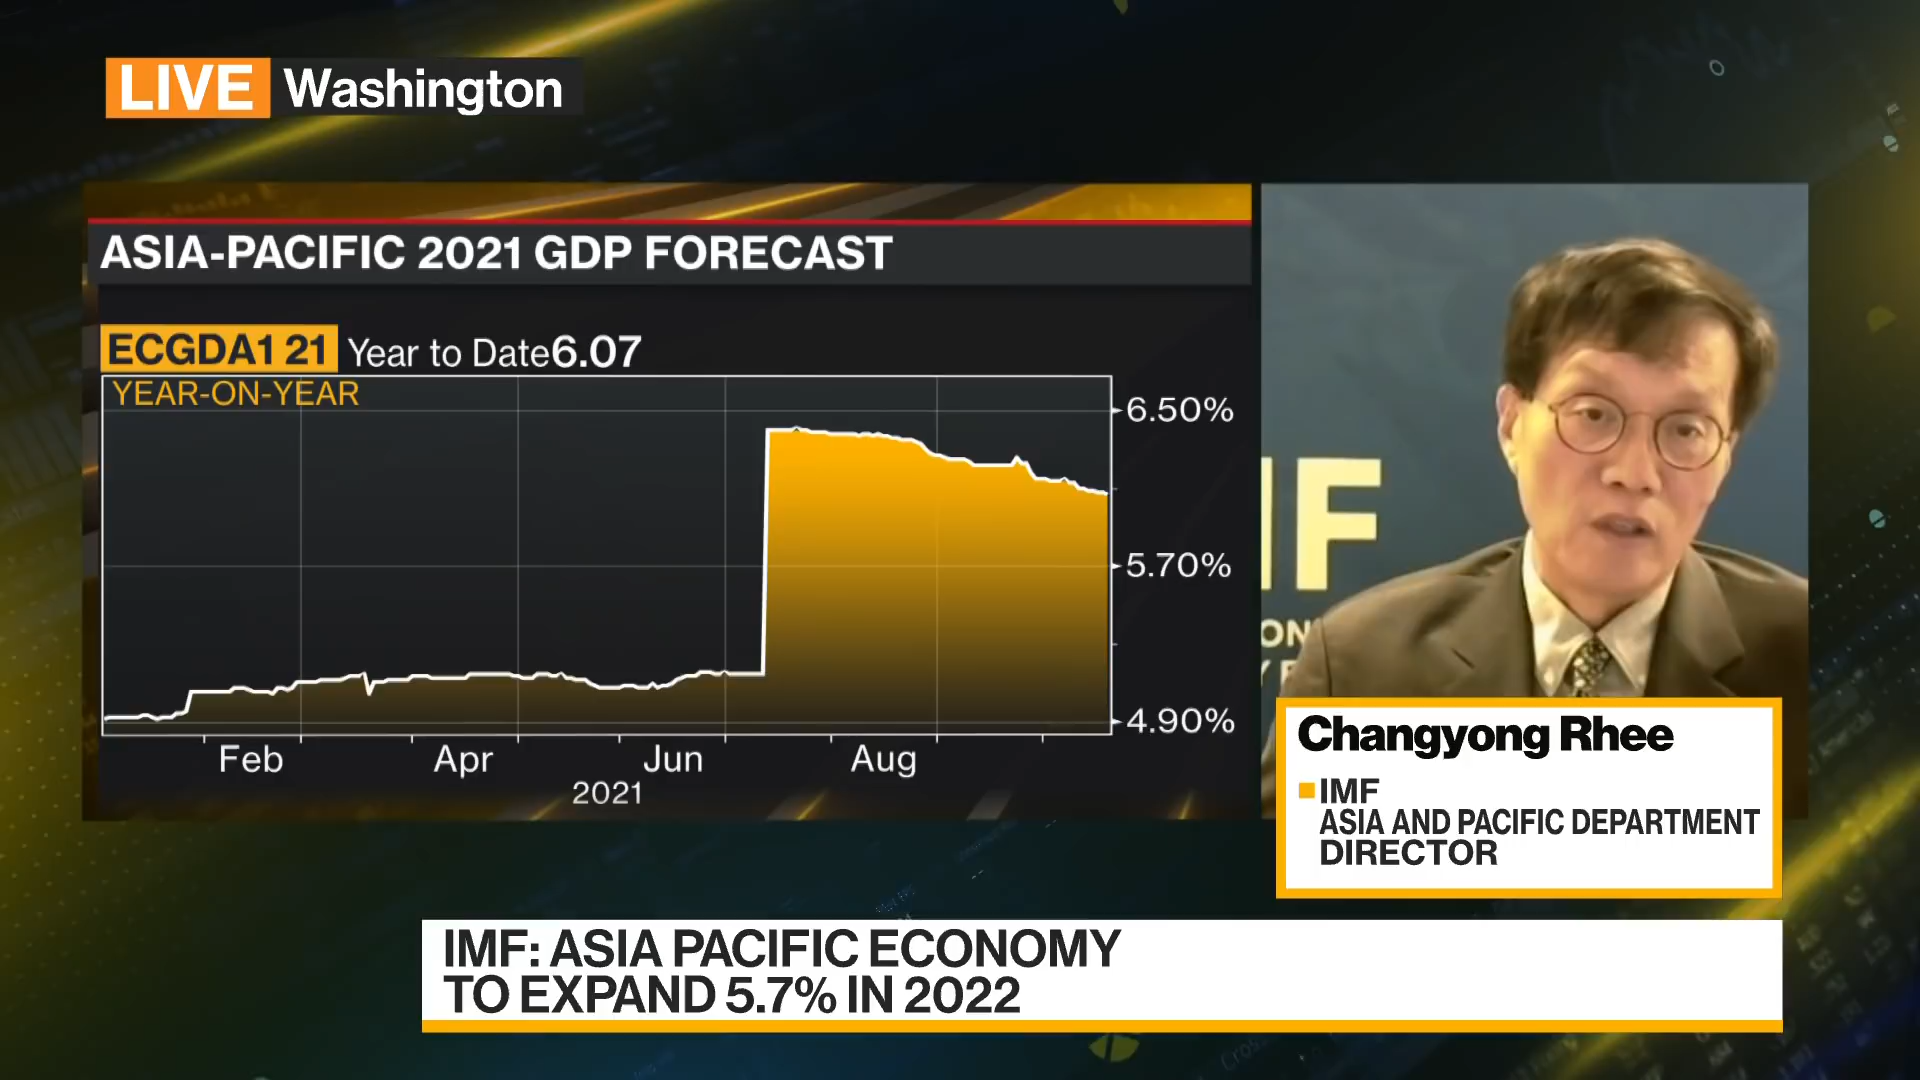 LIVE Washington
ASIA-PACIFIC 2021 GDP FORECAST
ECGDA1 21 Year to Date6.07
YEAR-ON-YEAR
6.50%
5.70%
4.90%
Feb Apr Jun Aug
2021
F
ON
Changyong Rhee
IMF
ASIA AND PACIFIC DEPARTMENT
DIRECTOR
IMF: ASIA PACIFIC ECONOMY
TO EXPAND 5.7% IN 2022